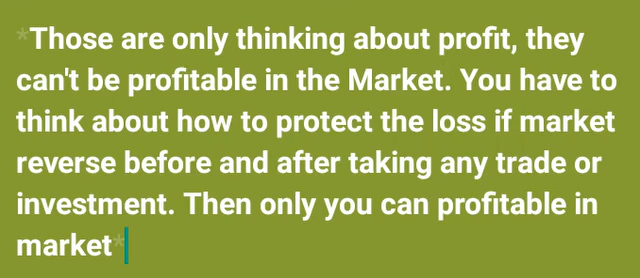 *Those are only thinking about profit, they
can't be profitable in the Market. You have to
think about how to protect the loss if market
reverse before and after taking any trade or
investment. Then only you can profitable in
market*